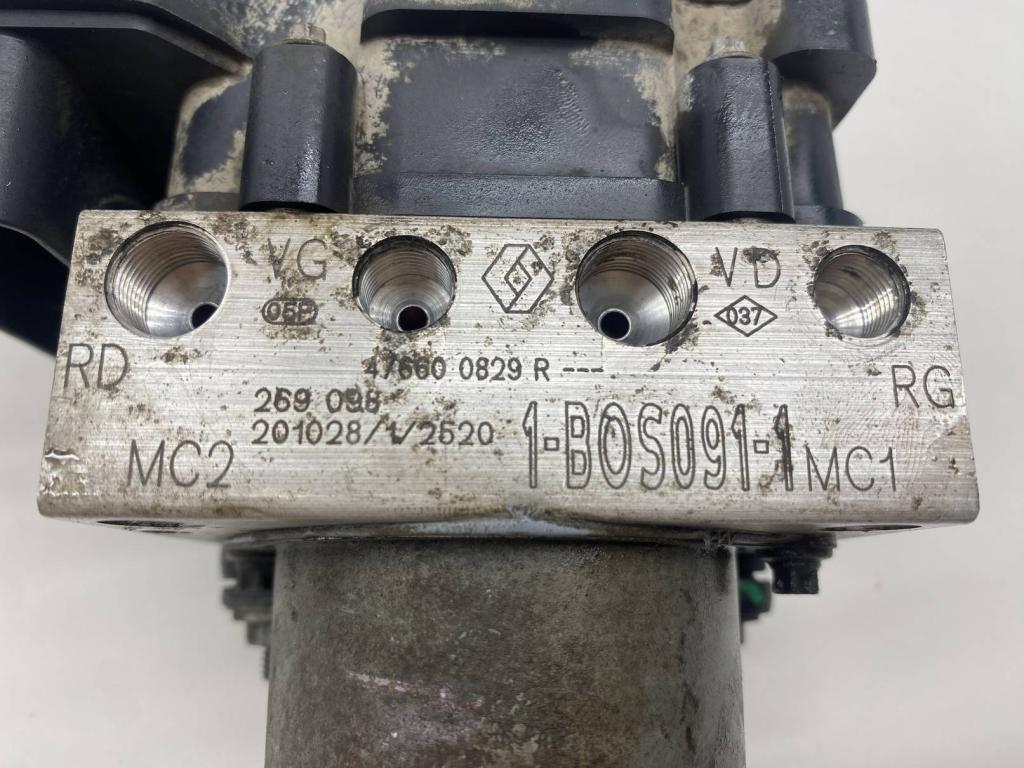 VG
VD
05P
037
RD
47660 0829 R ---
RG
269 098
201028/1/2520
1-BOS091-1
MC2
MC1